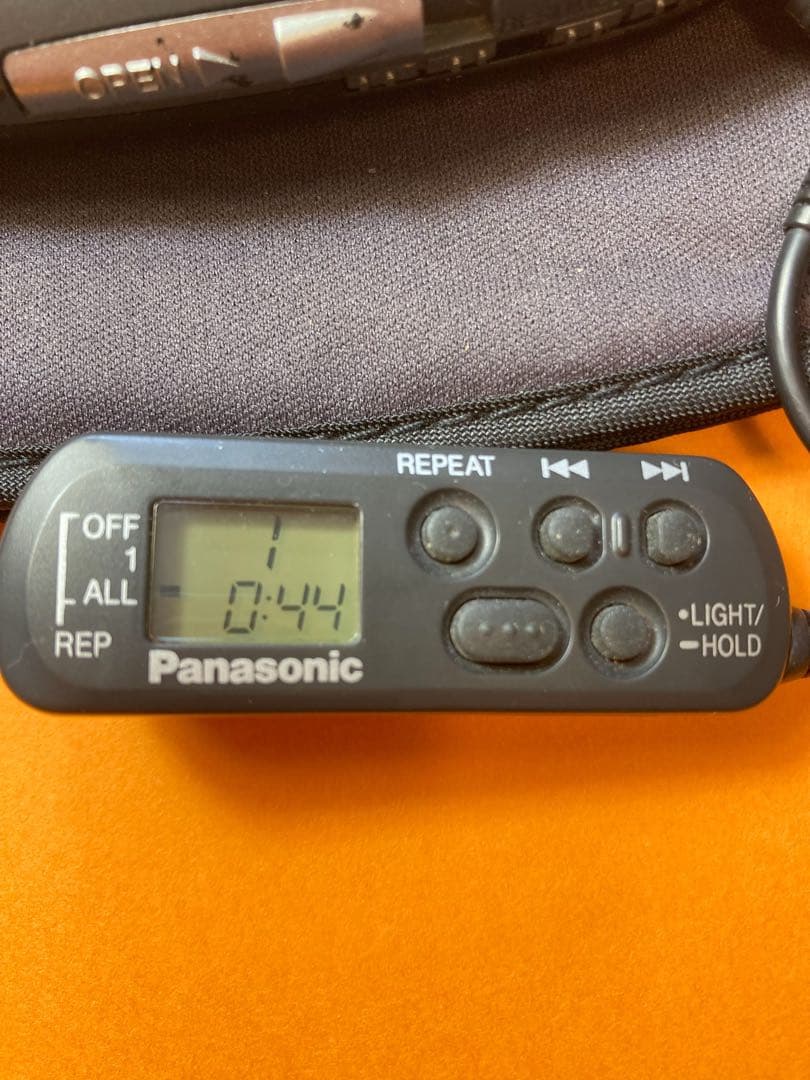 OPEN
REPEAT
OFF
1
1
ALL
0:44
REP
Panasonic
•LIGHT/
━HOLD